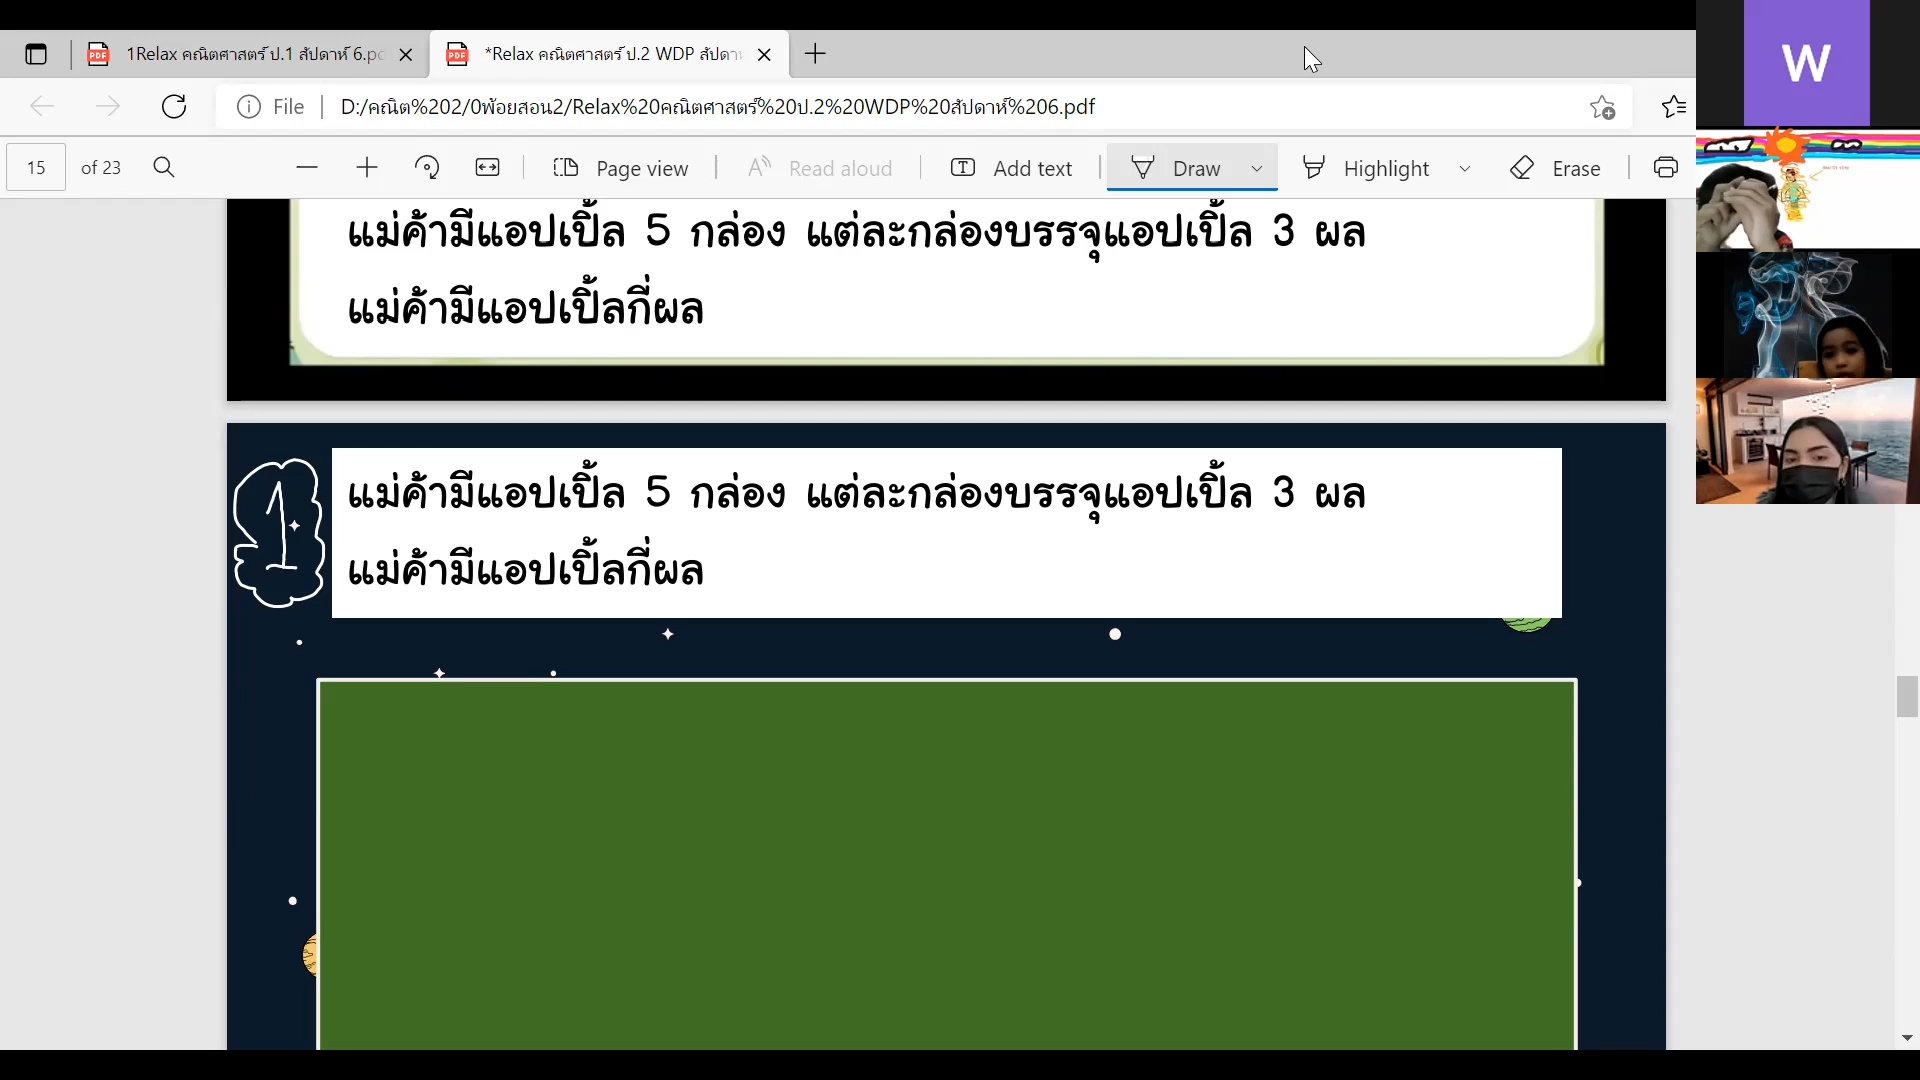 1Relax คณิตศาสตร์ ป.1 สัปดาห์ 6.pd
*Relax คณิตศาสตร์ ป.2 WDP สัปดา
File
D:/คณิต%202/0พ้อยสอน2/Relax%20คณิตศาสตร์%20ป.2%20WDP%20สัปดาห์%206.pdf
15 of 23
Page view
Read aloud
Add text
Draw
Highlight
Erase
W
แม่ค้ามีแอปเปิ้ล 5 กล่อง แต่ละกล่องบรรจุแอปเปิ้ล 3 ผล
แม่ค้ามีแอปเปิ้ลกี่ผล
1
แม่ค้ามีแอปเปิ้ล 5 กล่อง แต่ละกล่องบรรจุแอปเปิ้ล 3 ผล
แม่ค้ามีแอปเปิ้ลกี่ผล